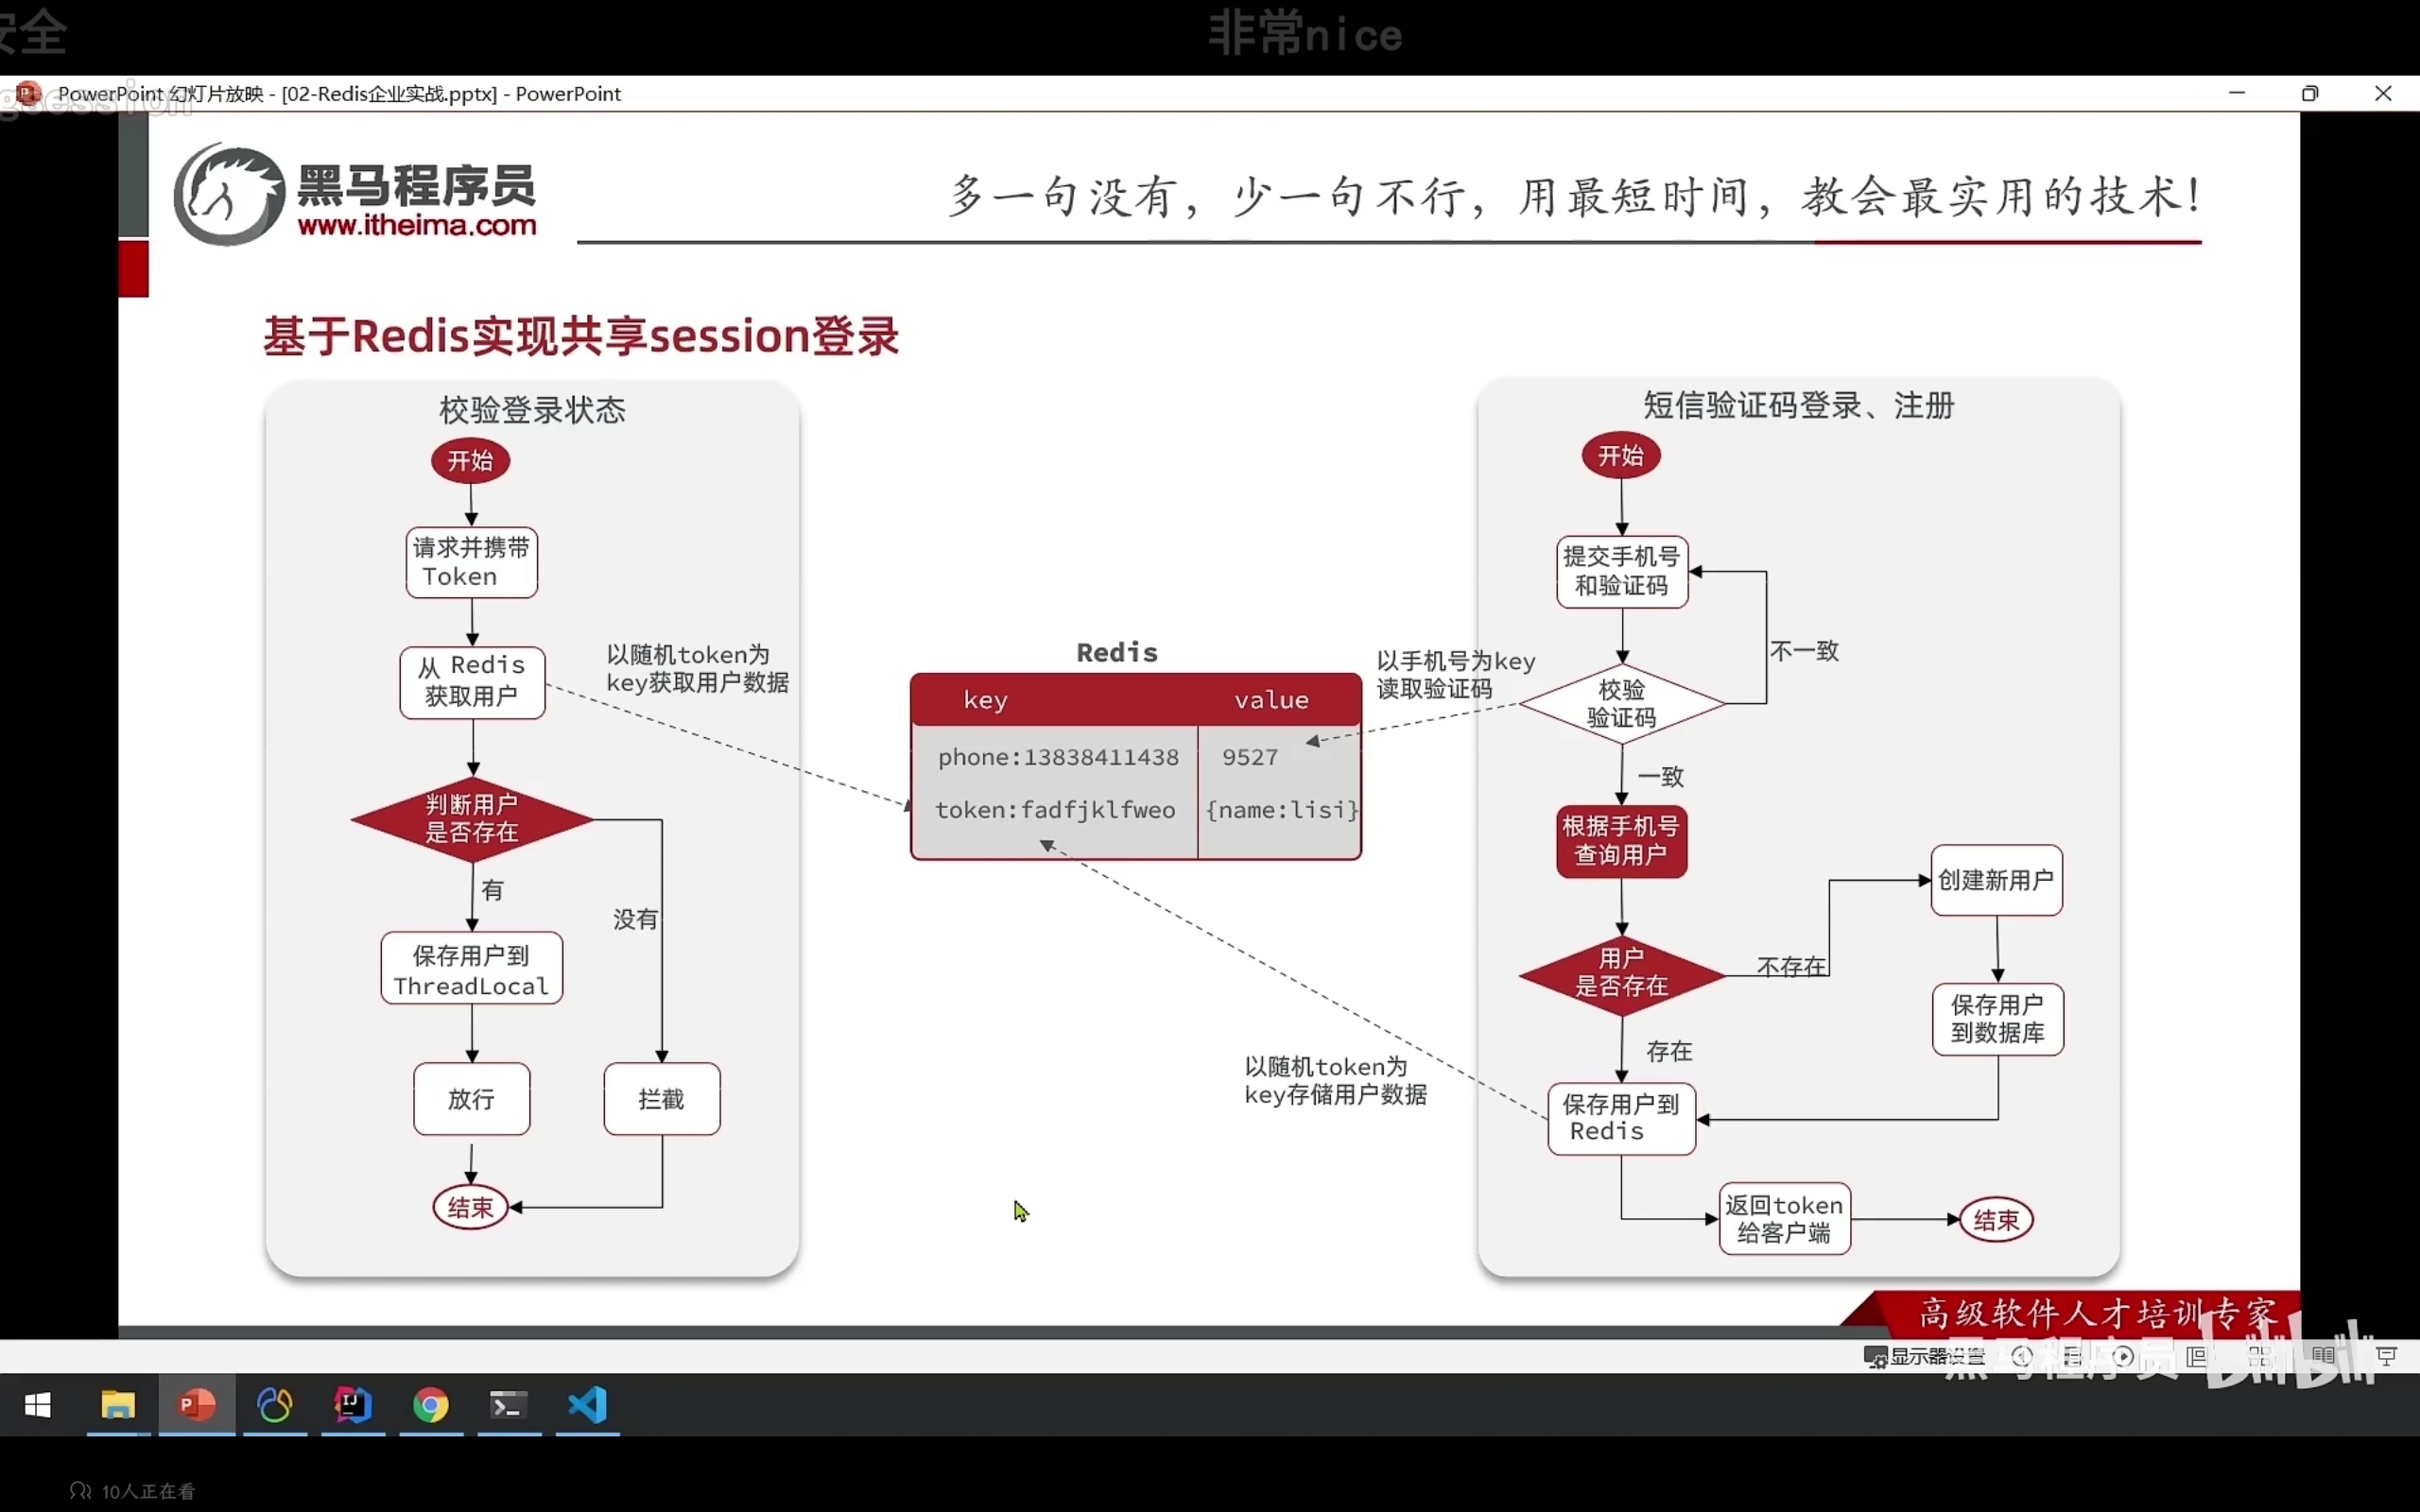 安全
非常nice
PowerPoint 幻灯片放映 - [02-Redis企业实战.pptx] - PowerPoint
黑马程序员
www.itheima.com
多一句没有，少一句不行，用最短时间，教会最实用的技术！
基于Redis实现共享session登录
校验登录状态
开始
请求并携带
Token
从 Redis
获取用户
以随机token为
key获取用户数据
判断用户
是否存在
有
没有
保存用户到
ThreadLocal
放行
拦截
结束
Redis
key
value
phone:13838411438
9527
token:fadfjklfweo
{name:lisi}
以手机号为key
读取验证码
以随机token为
key存储用户数据
短信验证码登录、注册
开始
提交手机号
和验证码
不一致
校验
验证码
一致
根据手机号
查询用户
用户
是否存在
不存在
创建新用户
保存用户
到数据库
存在
保存用户到
Redis
返回token
给客户端
结束
高级软件人才培训专家
显示器设置
黑马程序员
bilibili
10人正在看